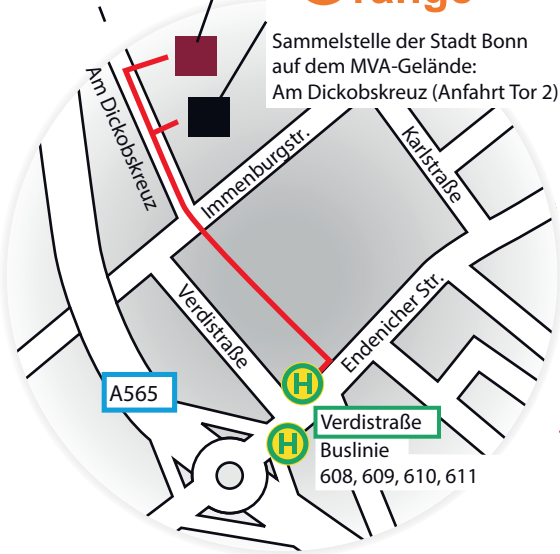 Sammelstelle der Stadt Bonn
auf dem MVA-Gelände:
Am Dickobskreuz (Anfahrt Tor 2)
Am Dickobskreuz
Immenburgstr.
Karlstraße
Verdistraße
Endenicher Str.
A565
H
H
Verdistraße
Buslinie
608, 609, 610, 611